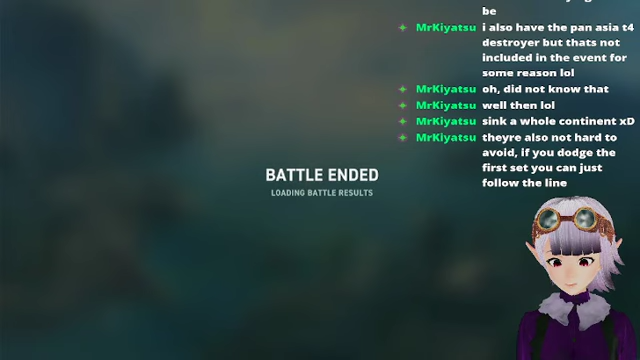 be
MrKiyatsu i also have the pan asia t4
destroyer but thats not
included in the event for
some reason lol
MrKiyatsu oh, did not know that
MrKiyatsu well then lol
MrKiyatsu sink a whole continent xD
MrKiyatsu theyre also not hard to
avoid, if you dodge the
first set you can just
follow the line
BATTLE ENDED
LOADING BATTLE RESULTS